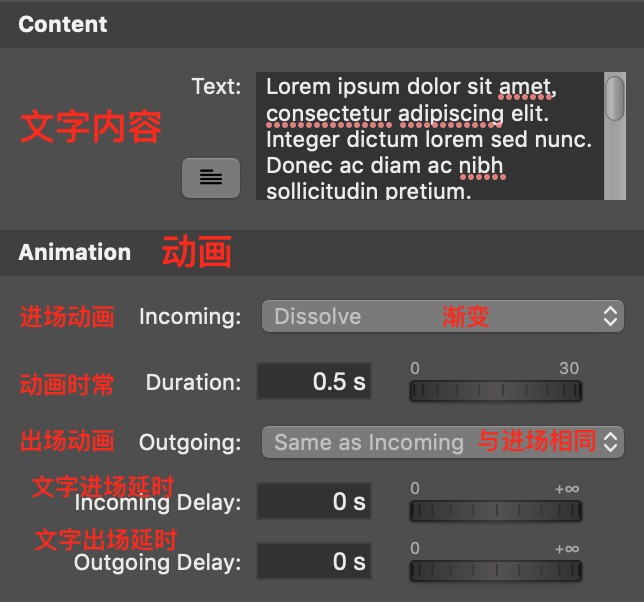 Content
Text:
文字内容
Lorem ipsum dolor sit amet,
consectetur adipiscing elit.
Integer dictum lorem sed nunc.
Donec ac diam ac nibh
sollicitudin pretium.
Animation 动画
进场动画 Incoming: Dissolve 渐变
动画时常 Duration: 0.5 s 0 30
出场动画 Outgoing: Same as Incoming 与进场相同
文字进场延时
Incoming Delay: 0 s 0 +∞
文字出场延时
Outgoing Delay: 0 s 0 +∞